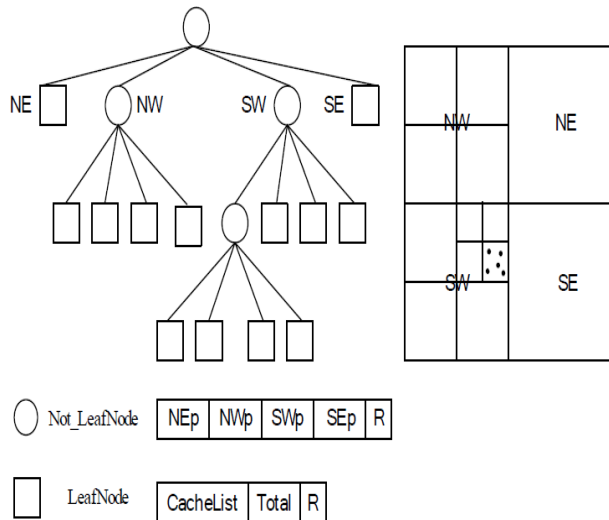 NE
NW
SW
SE
NW
NE
SW
SE
Not_LeafNode
NEp NWp SWp SEp R
LeafNode
CacheList Total R